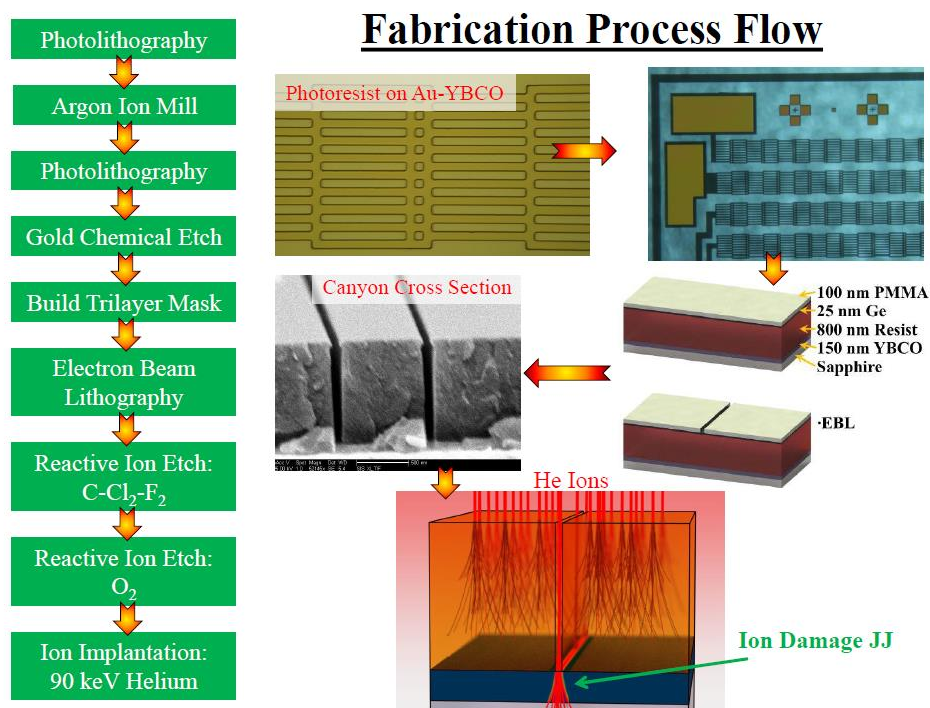 Fabrication Process Flow
Photolithography
Argon Ion Mill
Photolithography
Gold Chemical Etch
Build Trilayer Mask
Electron Beam
Lithography
Reactive Ion Etch:
C-Cl₂-F₂
Reactive Ion Etch:
O₂
Ion Implantation:
90 keV Helium
Photoresist on Au-YBCO
100 nm PMMA
25 nm Ge
800 nm Resist
150 nm YBCO
Sapphire
·EBL
Canyon Cross Section
500 nm
He Ions
Ion Damage JJ